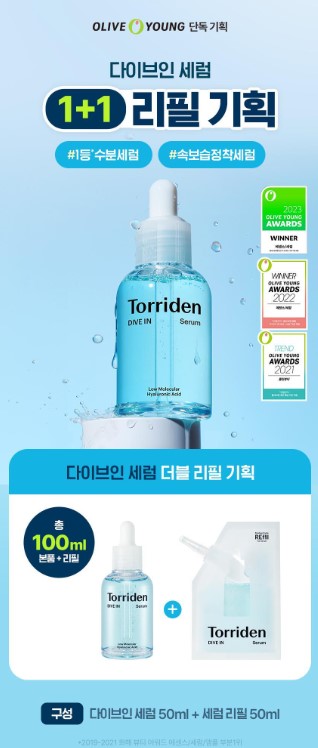 OLIVE YOUNG 단독 기획
다이브인 세럼
1+1 리필 기획
#1등*수분세럼
#속보습정착세럼
2023
OLIVE YOUNG
AWARDS
WINNER
WINNER
OLIVE YOUNG
AWARDS
2022
TREND
OLIVE YOUNG
AWARDS
2021
Torriden
DIVE IN Serum
Low Molecular
Hyaluronic Acid
다이브인 세럼 더블 리필 기획
총
100ml
본품+리필
Torriden
DIVE IN Serum
Low Molecular
Hyaluronic Acid
+
Torriden
DIVE IN Serum
구성 다이브인 세럼 50ml + 세럼 리필 50ml